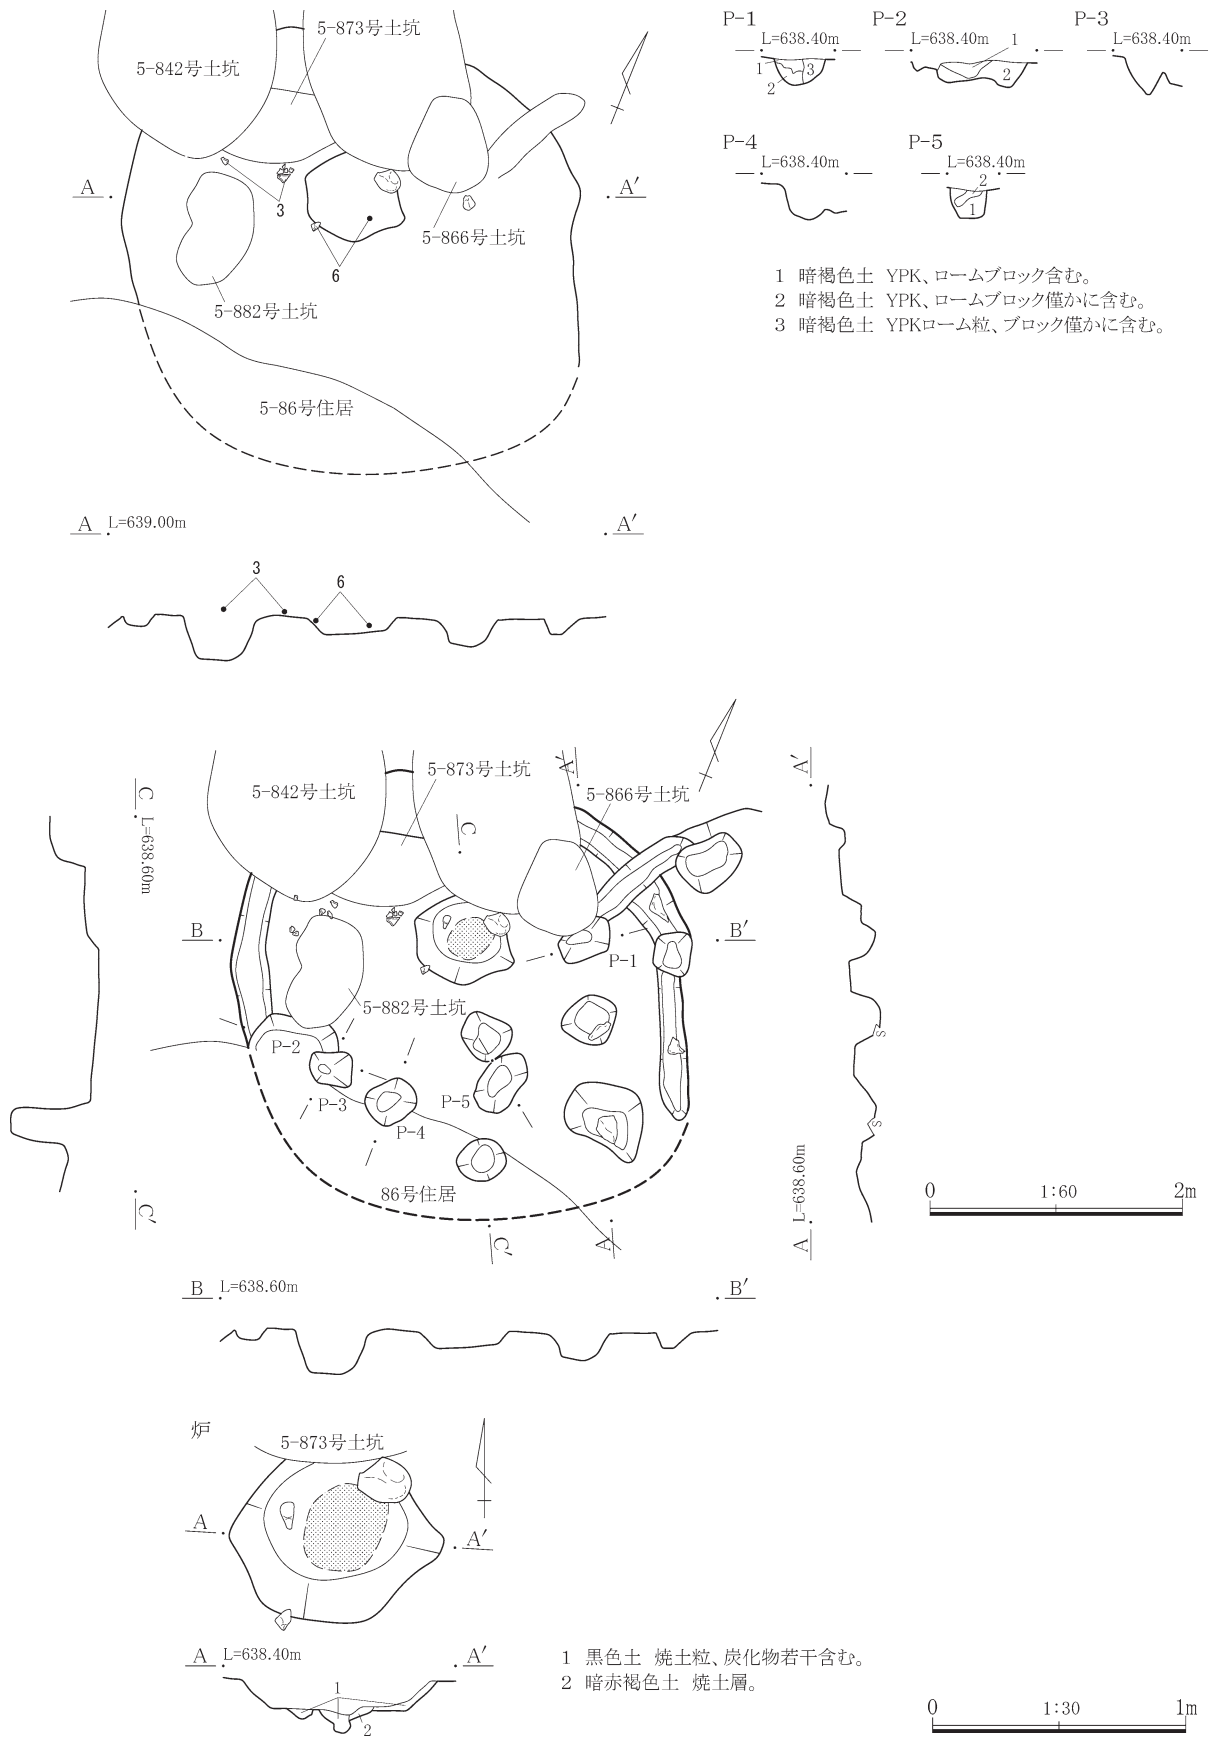 5-873号土坑
5-842号土坑
A
A′
3
6
5-866号土坑
5-882号土坑
5-86号住居
P-1
L=638.40m
1
2
3
P-2
L=638.40m
1
2
P-3
L=638.40m
P-4
L=638.40m
P-5
L=638.40m
2
1
1 暗褐色土 YPK、ロームブロック含む。
2 暗褐色土 YPK、ロームブロック僅かに含む。
3 暗褐色土 YPKローム粒、ブロック僅かに含む。
A L=639.00m
A′
3
6
C L=638.60m
C′
5-842号土坑
5-873号土坑
C
A′
5-866号土坑
B
B′
P-1
5-882号土坑
P-2
P-3
P-4
P-5
86号住居
C′
A
A′
S
S
A L=638.60m
0
1:60
2m
B L=638.60m
B′
炉
5-873号土坑
A
A′
A L=638.40m
A′
1
2
1 黒色土 焼土粒、炭化物若干含む。
2 暗赤褐色土 焼土層。
0
1:30
1m